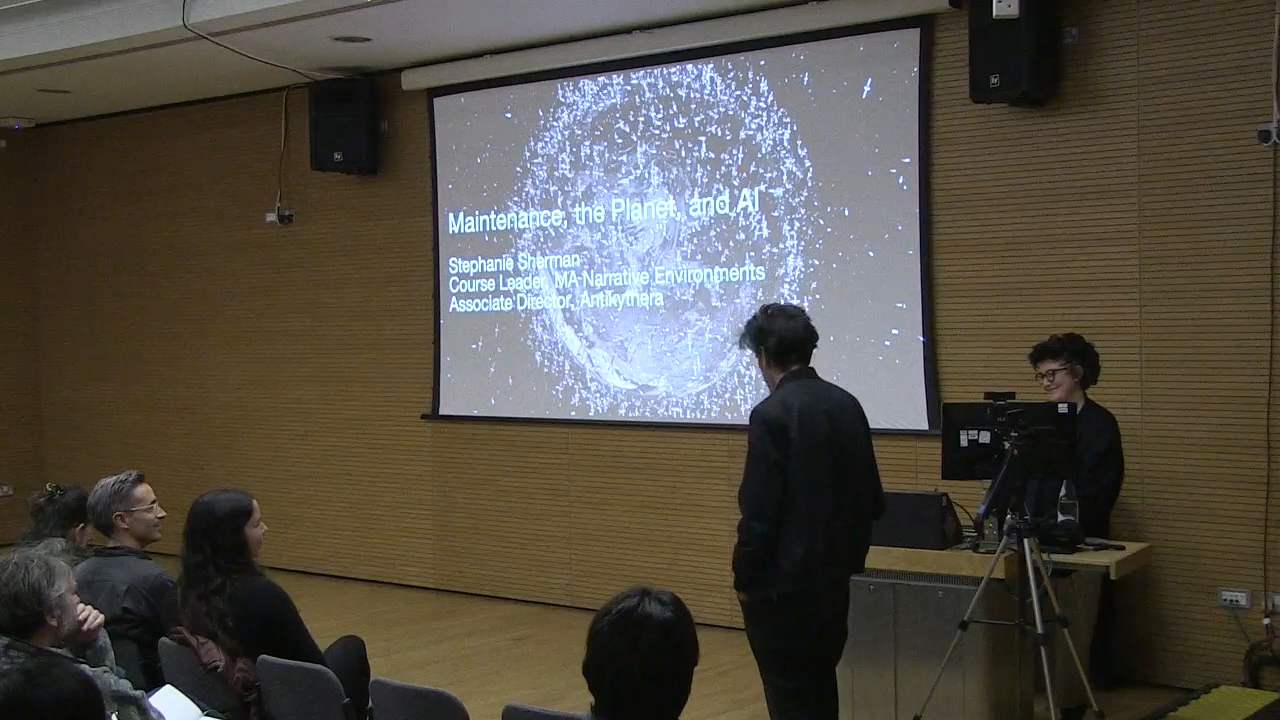 Maintenance, the Planet, and AI
Stephanie Sherman
Course Leader, MA Narrative Environments
Associate Director, Antikythera